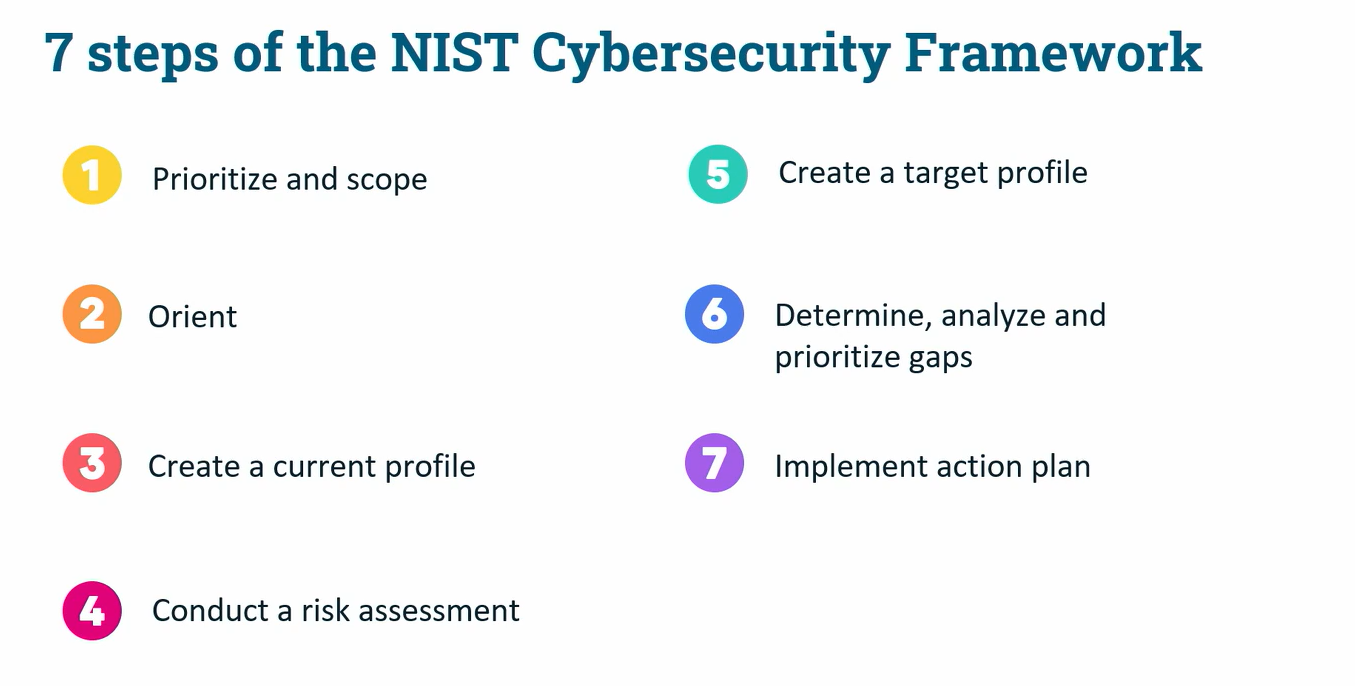 7 steps of the NIST Cybersecurity Framework
1 Prioritize and scope
2 Orient
3 Create a current profile
4 Conduct a risk assessment
5 Create a target profile
6 Determine, analyze and
prioritize gaps
7 Implement action plan